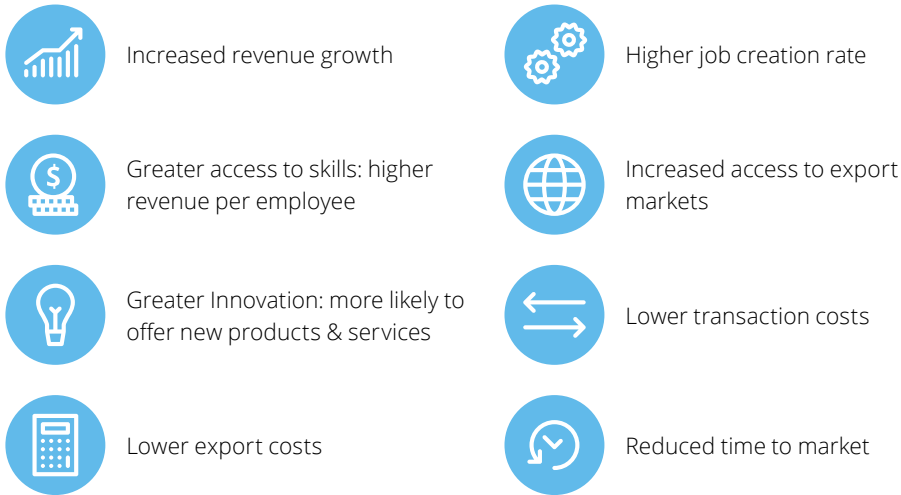 Increased revenue growth
Higher job creation rate
Greater access to skills: higher
revenue per employee
Increased access to export
markets
Greater Innovation: more likely to
offer new products & services
Lower transaction costs
Lower export costs
Reduced time to market
$